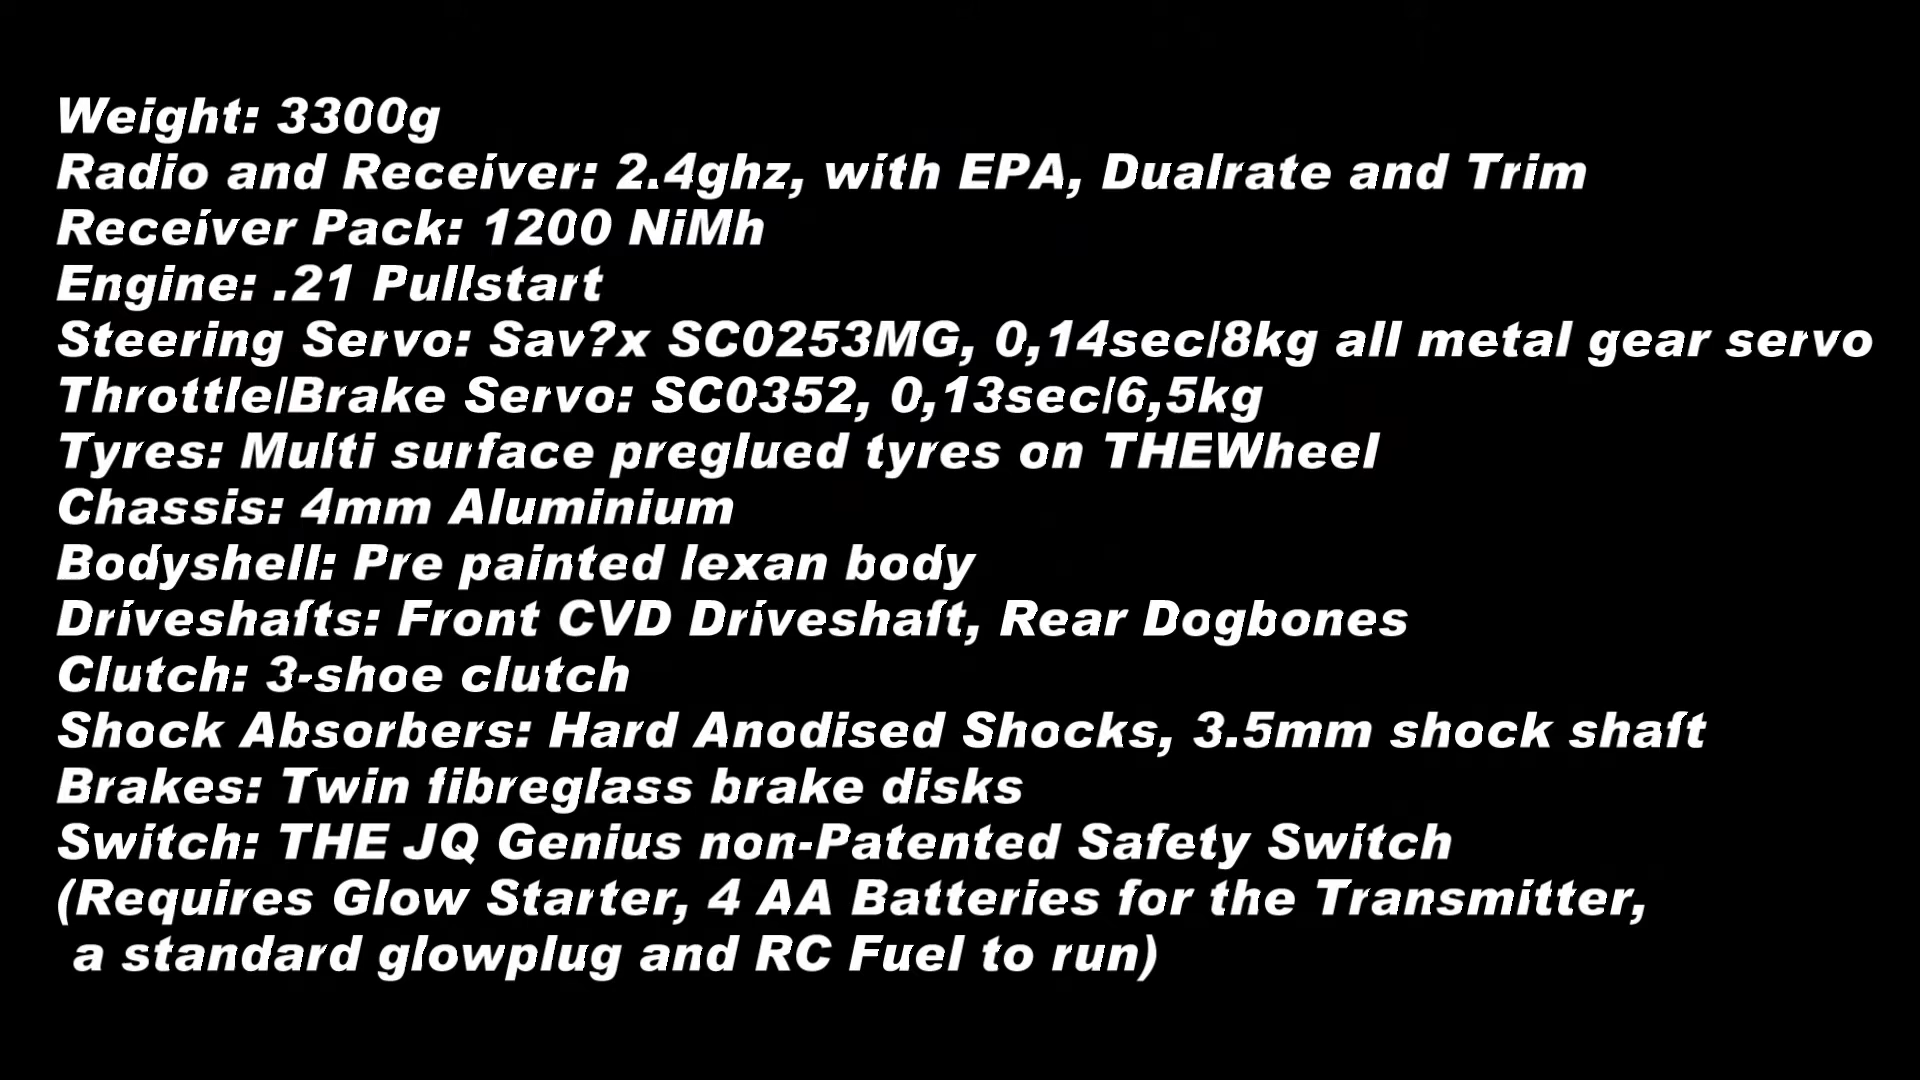 Weight: 3300g
Radio and Receiver: 2.4ghz, with EPA, Dualrate and Trim
Receiver Pack: 1200 NiMh
Engine: .21 Pullstart
Steering Servo: Sav?x SC0253MG, 0,14sec/8kg all metal gear servo
Throttle/Brake Servo: SC0352, 0,13sec/6,5kg
Tyres: Multi surface preglued tyres on THEWheel
Chassis: 4mm Aluminium
Bodyshell: Pre painted lexan body
Driveshafts: Front CVD Driveshaft, Rear Dogbones
Clutch: 3-shoe clutch
Shock Absorbers: Hard Anodised Shocks, 3.5mm shock shaft
Brakes: Twin fibreglass brake disks
Switch: THE JQ Genius non-Patented Safety Switch
(Requires Glow Starter, 4 AA Batteries for the Transmitter,
a standard glowplug and RC Fuel to run)